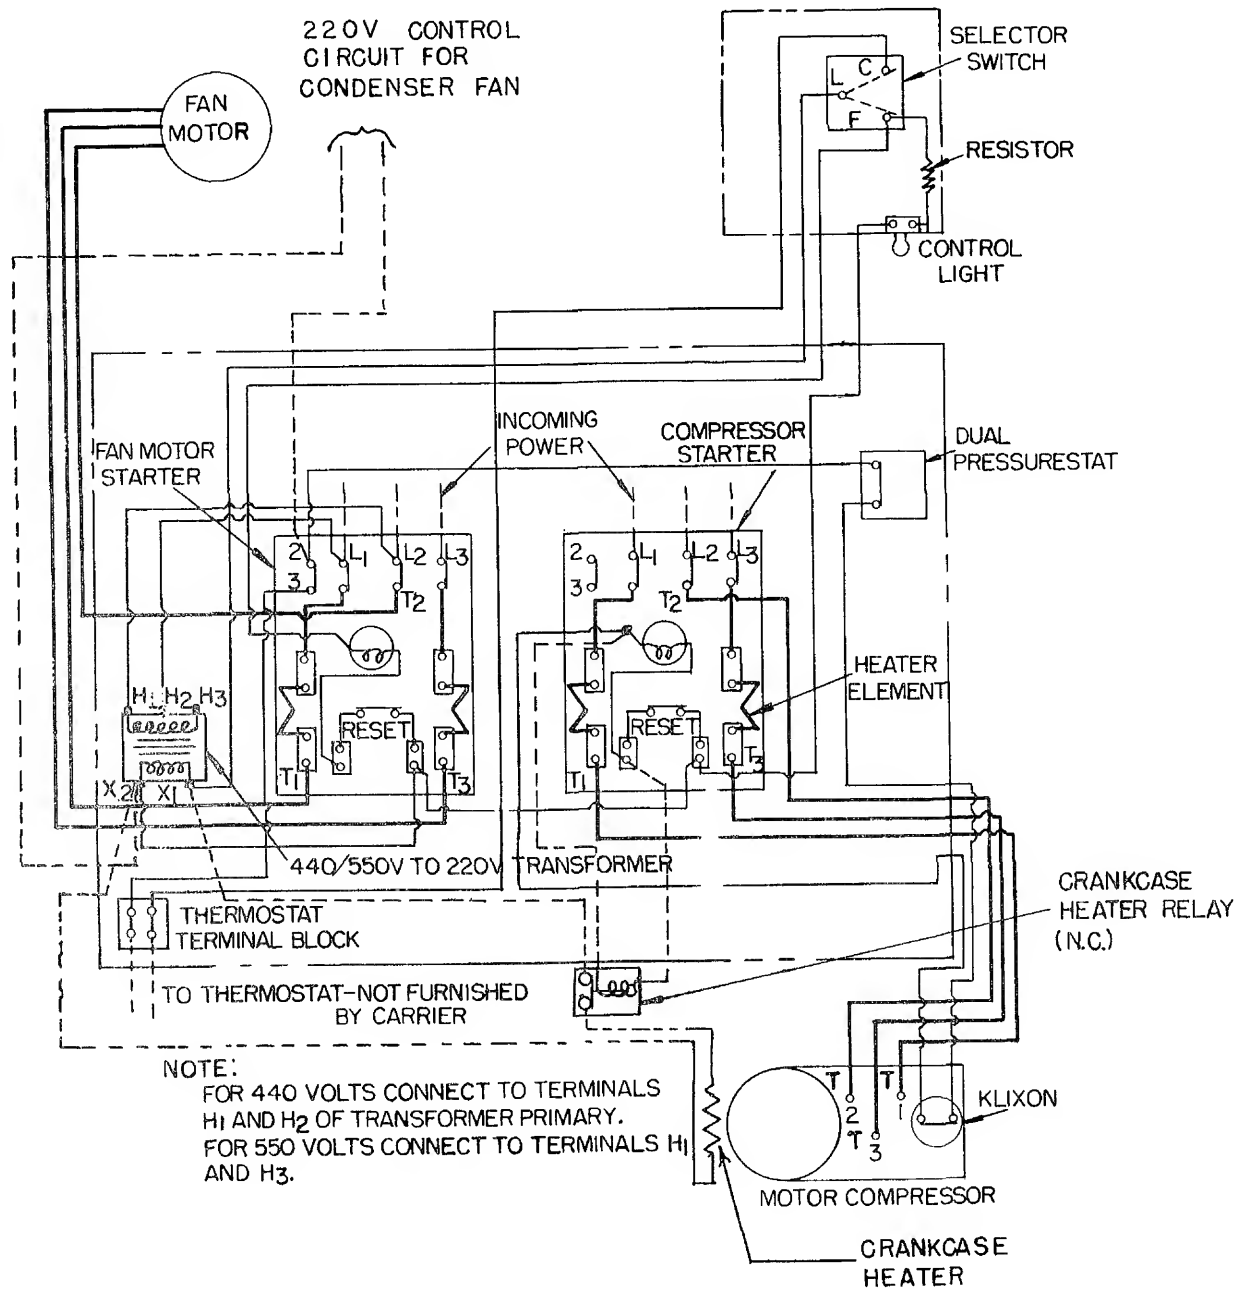 220V CONTROL
CIRCUIT FOR
CONDENSER FAN
FAN
MOTOR
SELECTOR
SWITCH
L
C
F
RESISTOR
CONTROL
LIGHT
FAN MOTOR
STARTER
INCOMING
POWER
COMPRESSOR
STARTER
DUAL
PRESSURESTAT
2
L1
L2
L3
3
T2
2
L1
L2
L3
3
T2
HEATER
ELEMENT
H1
H2
H3
RESET
RESET
T1
T3
T1
T3
X2
X1
440/550V TO 220V TRANSFORMER
THERMOSTAT
TERMINAL BLOCK
CRANKCASE
HEATER RELAY
(N.C.)
TO THERMOSTAT-NOT FURNISHED
BY CARRIER
NOTE:
FOR 440 VOLTS CONNECT TO TERMINALS
H1 AND H2 OF TRANSFORMER PRIMARY.
FOR 550 VOLTS CONNECT TO TERMINALS H1
AND H3.
T
2
T
3
T
1
KLIXON
MOTOR COMPRESSOR
CRANKCASE
HEATER